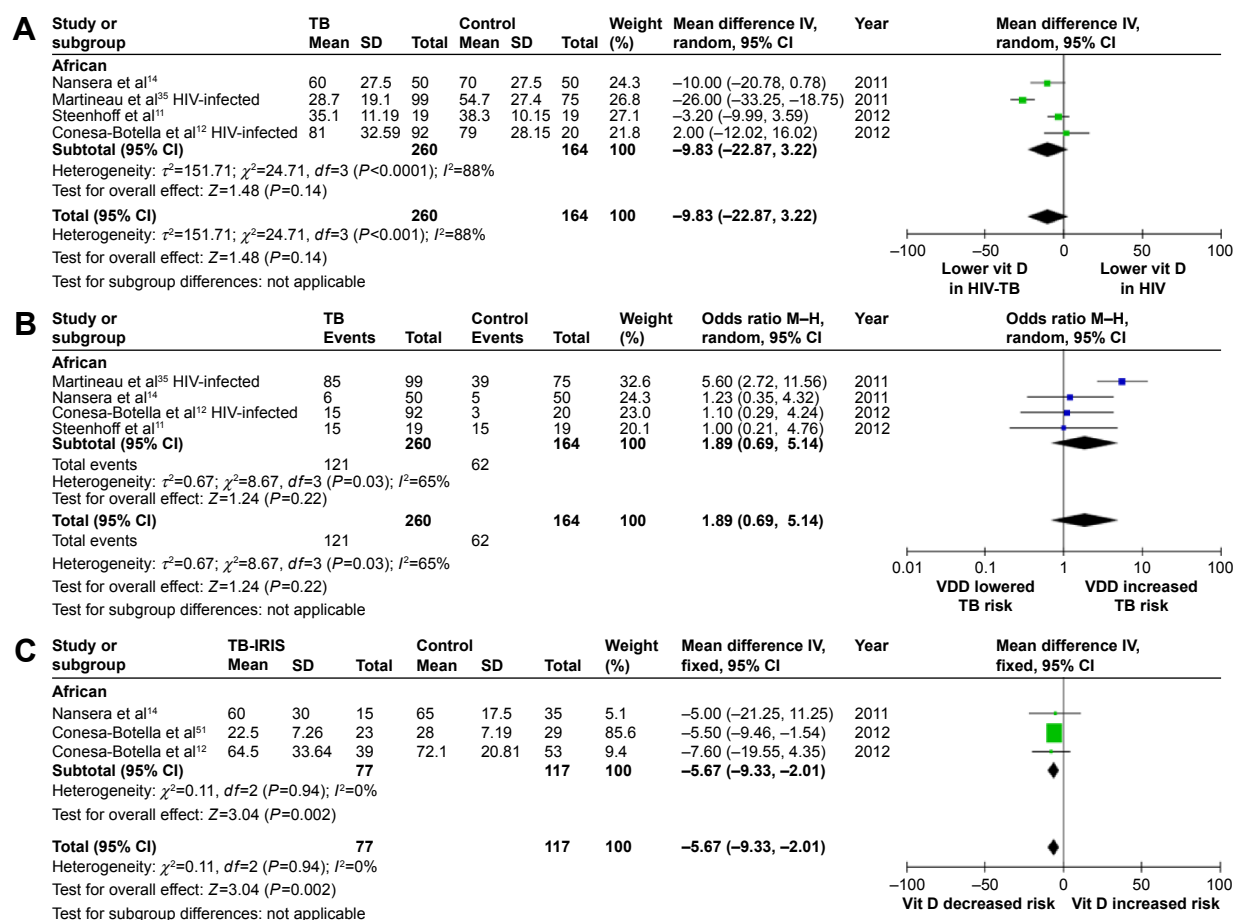 A
Study or subgroup TB Mean SD Total Control Mean SD Total Weight (%) Mean difference IV, random, 95% CI Year Mean difference IV, random, 95% CI
African
Nansera et al14 60 27.5 50 70 27.5 50 24.3 –10.00 (–20.78, 0.78) 2011
Martineau et al35 HIV-infected 28.7 19.1 99 54.7 27.4 75 26.8 –26.00 (–33.25, –18.75) 2011
Steenhoff et al11 35.1 11.19 19 38.3 10.15 19 27.1 –3.20 (–9.99, 3.59) 2012
Conesa-Botella et al12 HIV-infected 81 32.59 92 79 28.15 20 21.8 2.00 (–12.02, 16.02) 2012
Subtotal (95% CI) 260 164 100 –9.83 (–22.87, 3.22)
Heterogeneity: τ2=151.71; χ2=24.71, df=3 (P<0.0001); I2=88%
Test for overall effect: Z=1.48 (P=0.14)
Total (95% CI) 260 164 100 –9.83 (–22.87, 3.22)
Heterogeneity: τ2=151.71; χ2=24.71, df=3 (P<0.001); I2=88%
Test for overall effect: Z=1.48 (P=0.14)
Test for subgroup differences: not applicable
–100 –50 0 50 100
Lower vit D in HIV-TB Lower vit D in HIV
B
Study or subgroup TB Events Total Control Events Total Weight (%) Odds ratio M–H, random, 95% CI Year Odds ratio M–H, random, 95% CI
African
Martineau et al35 HIV-infected 85 99 39 75 32.6 5.60 (2.72, 11.56) 2011
Nansera et al14 6 50 5 50 24.3 1.23 (0.35, 4.32) 2011
Conesa-Botella et al12 HIV-infected 15 92 3 20 23.0 1.10 (0.29, 4.24) 2012
Steenhoff et al11 15 19 15 19 20.1 1.00 (0.21, 4.76) 2012
Subtotal (95% CI) 260 164 100 1.89 (0.69, 5.14)
Total events 121 62
Heterogeneity: τ2=0.67; χ2=8.67, df=3 (P=0.03); I2=65%
Test for overall effect: Z=1.24 (P=0.22)
Total (95% CI) 260 164 100 1.89 (0.69, 5.14)
Total events 121 62
Heterogeneity: τ2=0.67; χ2=8.67, df=3 (P=0.03); I2=65%
Test for overall effect: Z=1.24 (P=0.22)
Test for subgroup differences: not applicable
0.01 0.1 1 10 100
VDD lowered TB risk VDD increased TB risk
C
Study or subgroup TB-IRIS Mean SD Total Control Mean SD Total Weight (%) Mean difference IV, fixed, 95% CI Year Mean difference IV, fixed, 95% CI
African
Nansera et al14 60 30 15 65 17.5 35 5.1 –5.00 (–21.25, 11.25) 2011
Conesa-Botella et al51 22.5 7.26 23 28 7.19 29 85.6 –5.50 (–9.46, –1.54) 2012
Conesa-Botella et al12 64.5 33.64 39 72.1 20.81 53 9.4 –7.60 (–19.55, 4.35) 2012
Subtotal (95% CI) 77 117 100 –5.67 (–9.33, –2.01)
Heterogeneity: χ2=0.11, df=2 (P=0.94); I2=0%
Test for overall effect: Z=3.04 (P=0.002)
Total (95% CI) 77 117 100 –5.67 (–9.33, –2.01)
Heterogeneity: χ2=0.11, df=2 (P=0.94); I2=0%
Test for overall effect: Z=3.04 (P=0.002)
Test for subgroup differences: not applicable
–100 –50 0 50 100
Vit D decreased risk Vit D increased risk